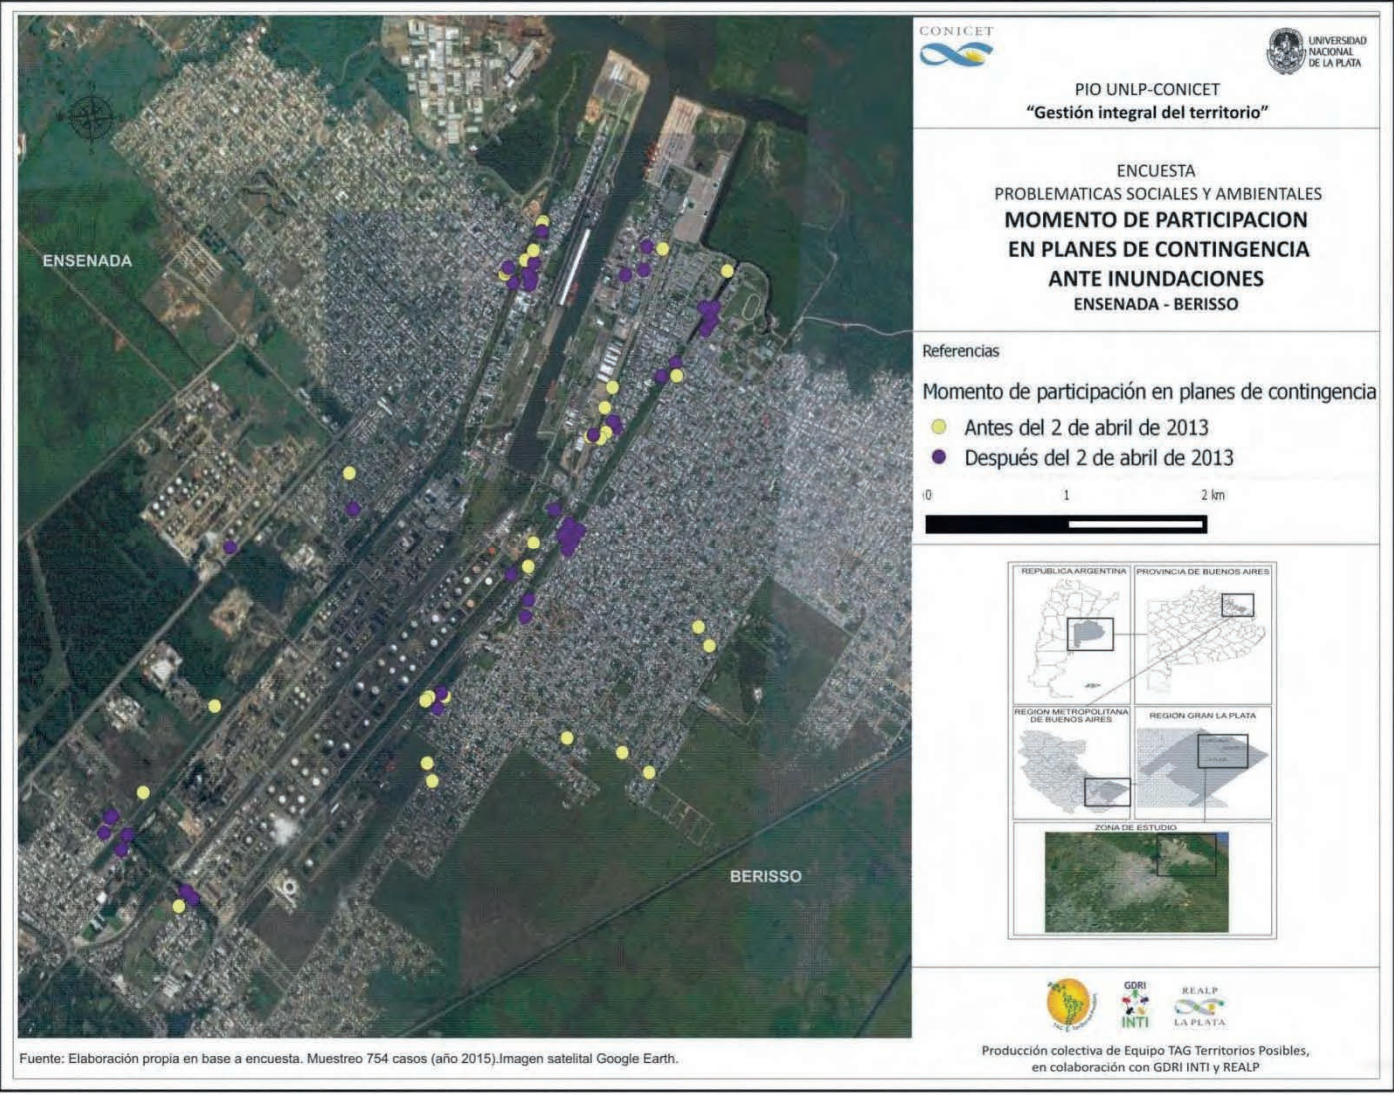 CONICET
UNIVERSIDAD
NACIONAL
DE LA PLATA
PIO UNLP-CONICET
“Gestión integral del territorio”
ENCUESTA
PROBLEMATICAS SOCIALES Y AMBIENTALES
MOMENTO DE PARTICIPACION
EN PLANES DE CONTINGENCIA
ANTE INUNDACIONES
ENSENADA - BERISSO
Referencias
Momento de participación en planes de contingencia
Antes del 2 de abril de 2013
Después del 2 de abril de 2013
0 1 2 km
REPUBLICA ARGENTINA
PROVINCIA DE BUENOS AIRES
REGION METROPOLITANA
DE BUENOS AIRES
REGION GRAN LA PLATA
ZONA DE ESTUDIO
GDRI
INTI
REALP
LA PLATA
Producción colectiva de Equipo TAG Territorios Posibles,
en colaboración con GDRI INTI y REALP
ENSENADA
BERISSO
Fuente: Elaboración propia en base a encuesta. Muestreo 754 casos (año 2015).Imagen satelital Google Earth.